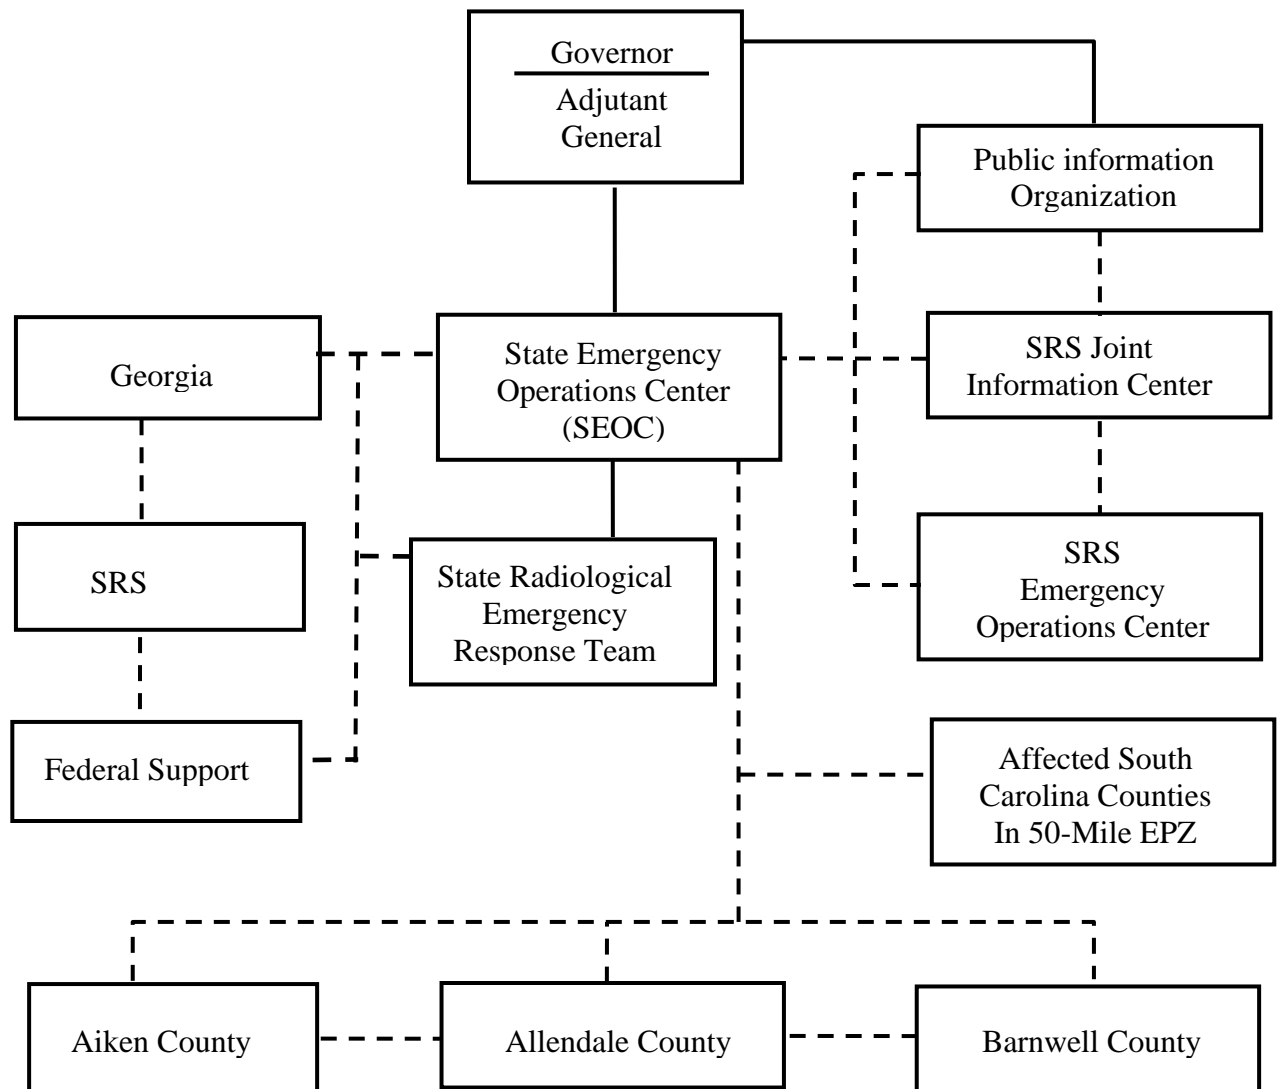 Governor
Adjutant
General
Public information
Organization
Georgia
State Emergency
Operations Center
(SEOC)
SRS Joint
Information Center
SRS
State Radiological
Emergency
Response Team
SRS
Emergency
Operations Center
Federal Support
Affected South
Carolina Counties
In 50-Mile EPZ
Aiken County
Allendale County
Barnwell County